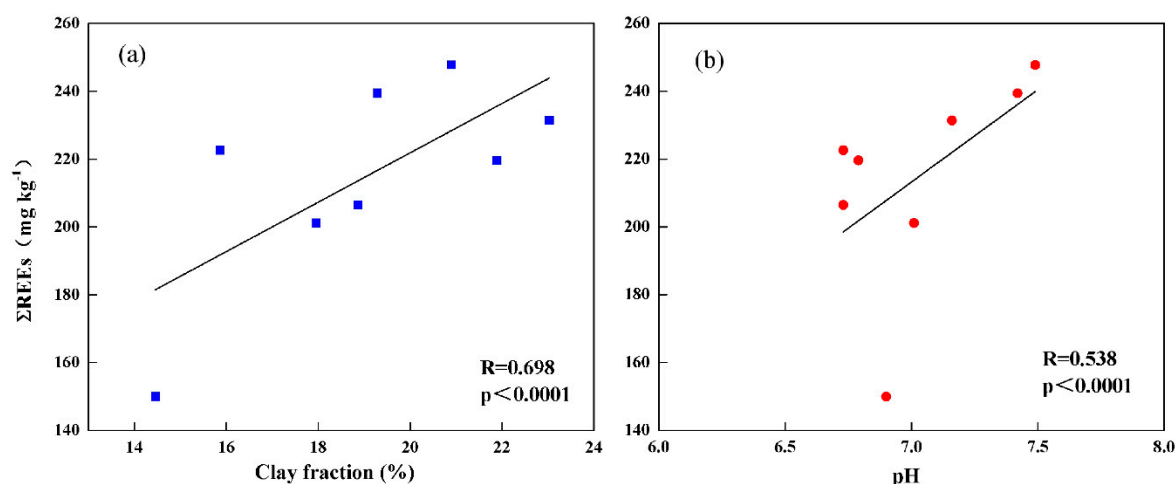 (a)
260
240
220
200
180
160
140
ΣREEs（mg kg⁻¹）
14
16
18
20
22
24
Clay fraction (%)
R=0.698
p＜0.0001
(b)
260
240
220
200
180
160
140
6.0
6.5
7.0
7.5
8.0
pH
R=0.538
p＜0.0001